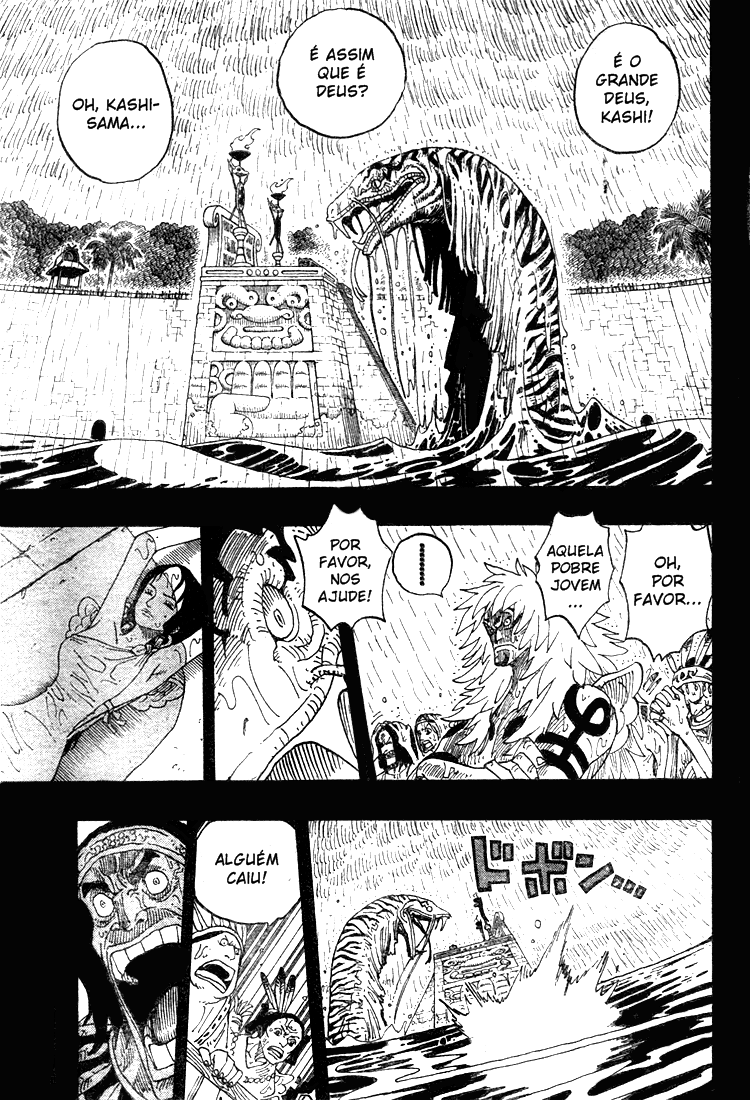 É O
GRANDE
DEUS,
KASHI!
É ASSIM
QUE É
DEUS?
OH, KASHI-
SAMA...
OH,
POR
FAVOR...
AQUELA
POBRE
JOVEM
...
........
POR
FAVOR,
NOS
AJUDE!
ドボン...
ALGUÉM
CAIU!